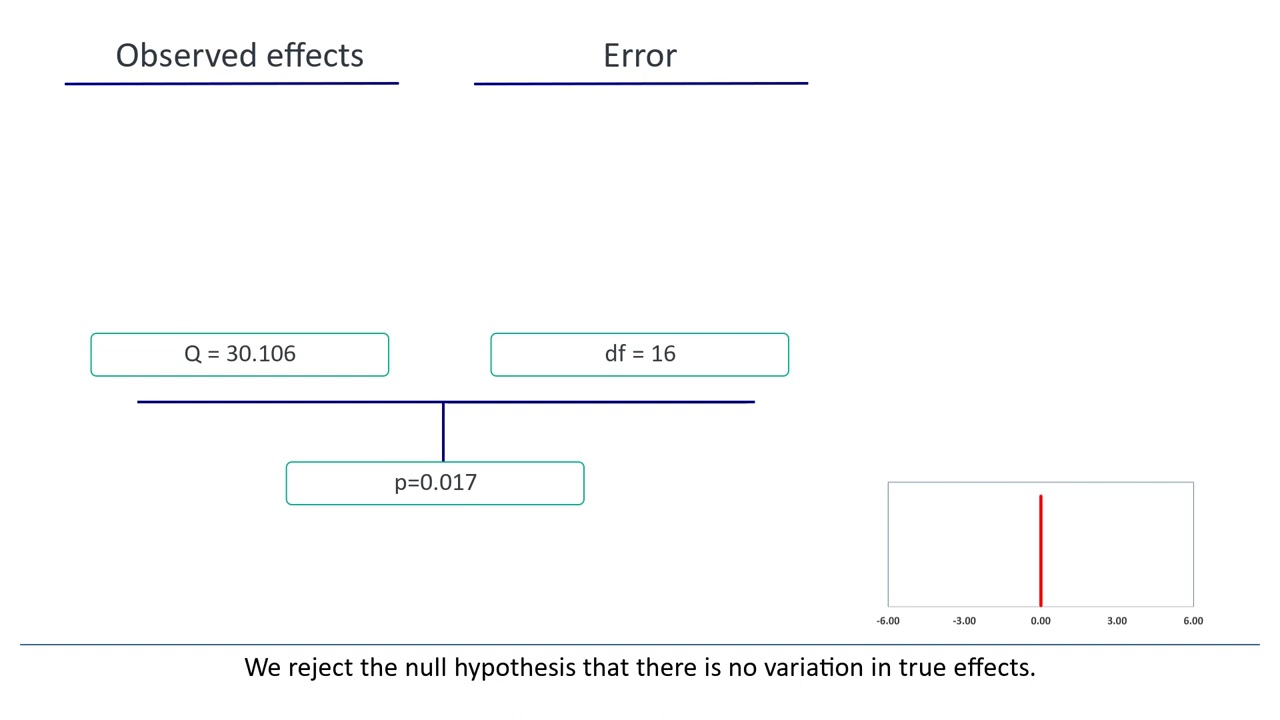 Observed effects
Error
Q = 30.106
df = 16
p=0.017
-6.00 -3.00 0.00 3.00 6.00
We reject the null hypothesis that there is no variation in true effects.